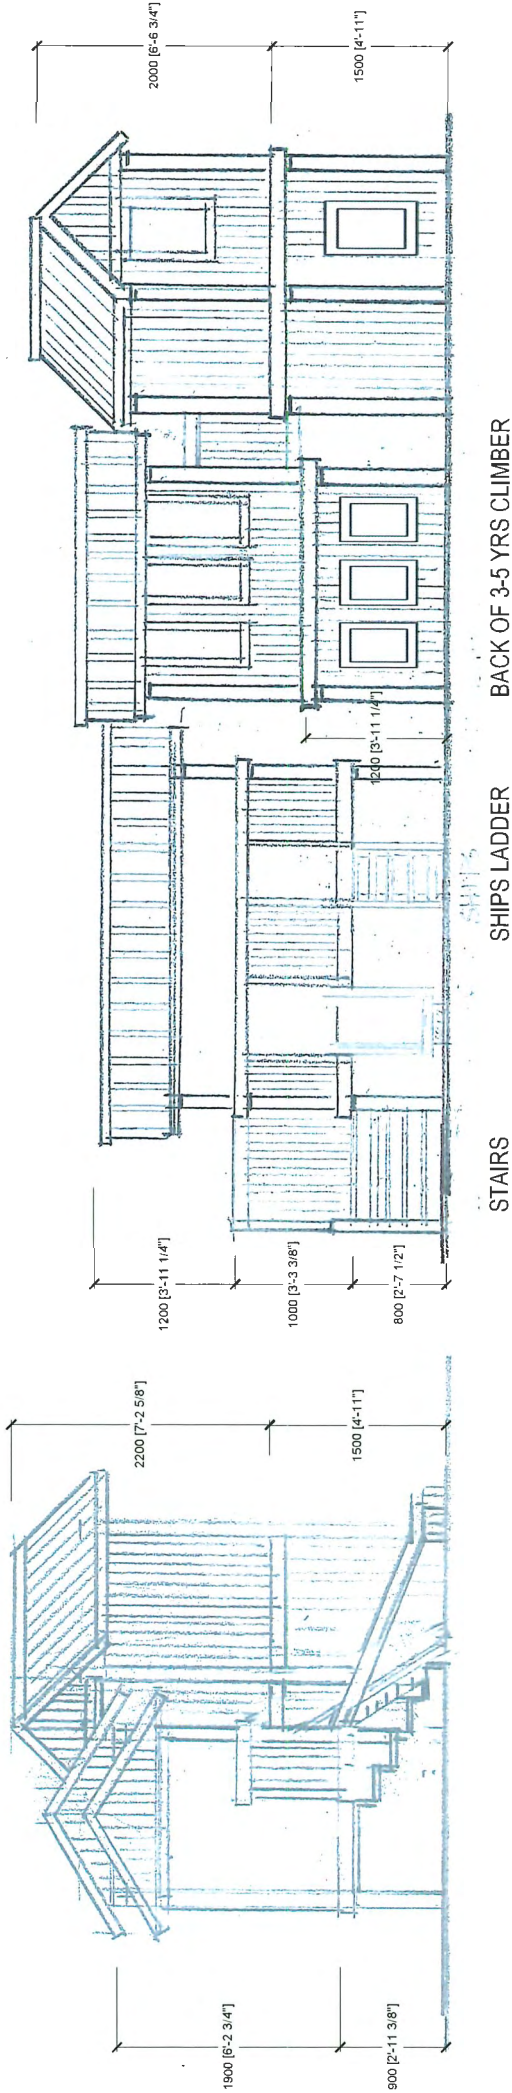 2000 [6'-6 3/4"]
1500 [4'-11"]
1200 [3'-11 1/4"]
BACK OF 3-5 YRS CLIMBER
SHIPS LADDER
STAIRS
1200 [3'-11 1/4"]
1000 [3'-3 3/8"]
800 [2'-7 1/2"]
2200 [7'-2 5/8"]
1500 [4'-11"]
1900 [6'-2 3/4"]
900 [2'-11 3/8"]